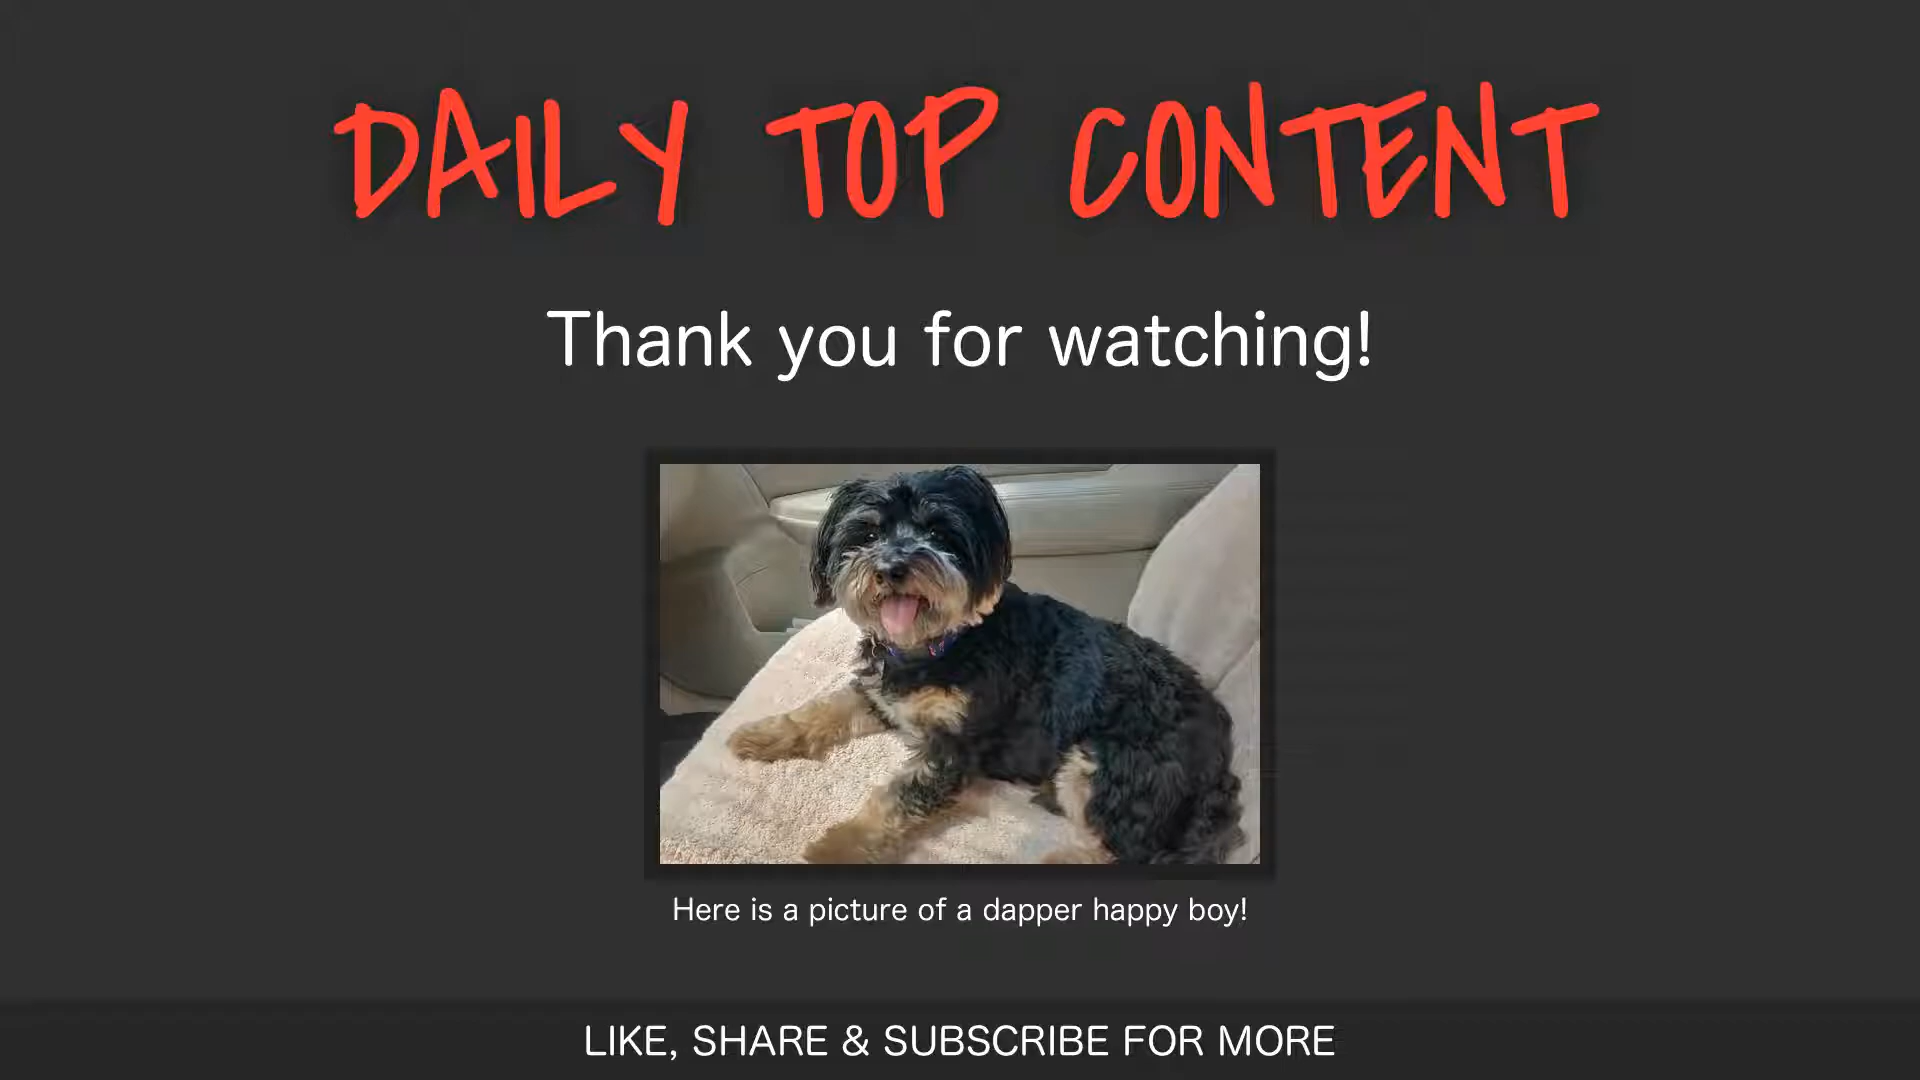 DAILY TOP CONTENT
Thank you for watching!
Here is a picture of a dapper happy boy!
LIKE, SHARE & SUBSCRIBE FOR MORE